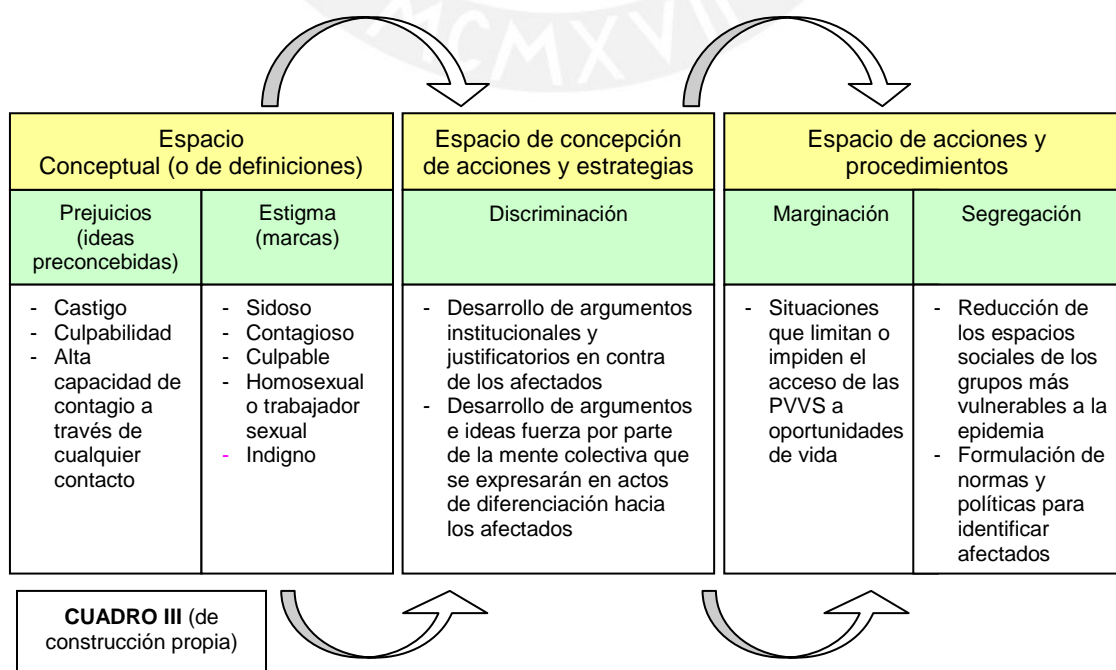 MCMXVII
Espacio
Conceptual (o de definiciones)
Prejuicios
(ideas
preconcebidas)
Estigma
(marcas)
- Castigo
- Culpabilidad
- Alta
capacidad de
contagio a
través de
cualquier
contacto
- Sidoso
- Contagioso
- Culpable
- Homosexual
o trabajador
sexual
- Indigno
Espacio de concepción
de acciones y estrategias
Discriminación
- Desarrollo de argumentos
institucionales y
justificatorios en contra
de los afectados
- Desarrollo de argumentos
e ideas fuerza por parte
de la mente colectiva que
se expresarán en actos
de diferenciación hacia
los afectados
Espacio de acciones y
procedimientos
Marginación
Segregación
- Situaciones
que limitan o
impiden el
acceso de las
PVVS a
oportunidades
de vida
- Reducción de
los espacios
sociales de los
grupos más
vulnerables a la
epidemia
- Formulación de
normas y
políticas para
identificar
afectados
CUADRO III (de
construcción propia)